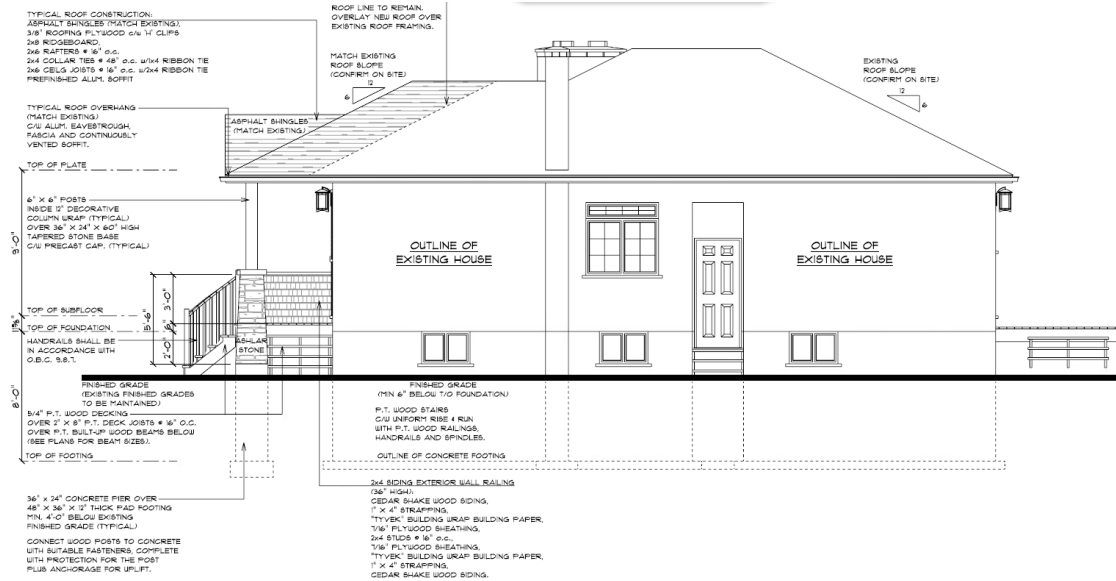 TYPICAL ROOF CONSTRUCTION:
ASPHALT SHINGLES (MATCH EXISTING),
3/8" ROOFING PLYWOOD c/w 'H' CLIPS
2x8 RIDGEBOARD,
2x6 RAFTERS @ 16" o.c.
2x4 COLLAR TIES @ 48" o.c. w/1x4 RIBBON TIE
2x6 CEILG JOISTS @ 16" o.c. w/2x4 RIBBON TIE
PREFINISHED ALUM. SOFFIT
ROOF LINE TO REMAIN.
OVERLAY NEW ROOF OVER
EXISTING ROOF FRAMING.
MATCH EXISTING
ROOF SLOPE
(CONFIRM ON SITE)
12
6
EXISTING
ROOF SLOPE
(CONFIRM ON SITE)
12
6
TYPICAL ROOF OVERHANG
(MATCH EXISTING)
C/W ALUM. EAVESTROUGH,
FASCIA AND CONTINUOUSLY
VENTED SOFFIT.
ASPHALT SHINGLES
(MATCH EXISTING)
TOP OF PLATE
6" X 6" POSTS
INSIDE 12" DECORATIVE
COLUMN WRAP (TYPICAL)
OVER 36" X 24" X 60" HIGH
TAPERED STONE BASE
C/W PRECAST CAP. (TYPICAL)
9'-0"
OUTLINE OF
EXISTING HOUSE
OUTLINE OF
EXISTING HOUSE
TOP OF SUBFLOOR
TOP OF FOUNDATION
5'-6"
3'-0"
6"
2'-0"
HANDRAILS SHALL BE
IN ACCORDANCE WITH
O.B.C. 9.8.7.
ASHLAR
STONE
8'-0"
FINISHED GRADE
(EXISTING FINISHED GRADES
TO BE MAINTAINED)
FINISHED GRADE
(MIN 6" BELOW T/O FOUNDATION)
5/4" P.T. WOOD DECKING
OVER 2" X 8" P.T. DECK JOISTS @ 16" O.C.
OVER P.T. BUILT-UP WOOD BEAMS BELOW
(SEE PLANS FOR BEAM SIZES).
P.T. WOOD STAIRS
C/W UNIFORM RISE & RUN
WITH P.T. WOOD RAILINGS,
HANDRAILS AND SPINDLES.
TOP OF FOOTING
OUTLINE OF CONCRETE FOOTING
36" x 24" CONCRETE PIER OVER
48" X 36" X 12" THICK PAD FOOTING
MIN. 4'-0" BELOW EXISTING
FINISHED GRADE (TYPICAL)
CONNECT WOOD POSTS TO CONCRETE
WITH SUITABLE FASTENERS, COMPLETE
WITH PROTECTION FOR THE POST
PLUS ANCHORAGE FOR UPLIFT.
2x4 SIDING EXTERIOR WALL RAILING
(36" HIGH):
CEDAR SHAKE WOOD SIDING,
1" X 4" STRAPPING,
"TYVEK" BUILDING WRAP BUILDING PAPER,
7/16" PLYWOOD SHEATHING,
2x4 STUDS @ 16" o.c.,
7/16" PLYWOOD SHEATHING,
"TYVEK" BUILDING WRAP BUILDING PAPER,
1" X 4" STRAPPING,
CEDAR SHAKE WOOD SIDING.